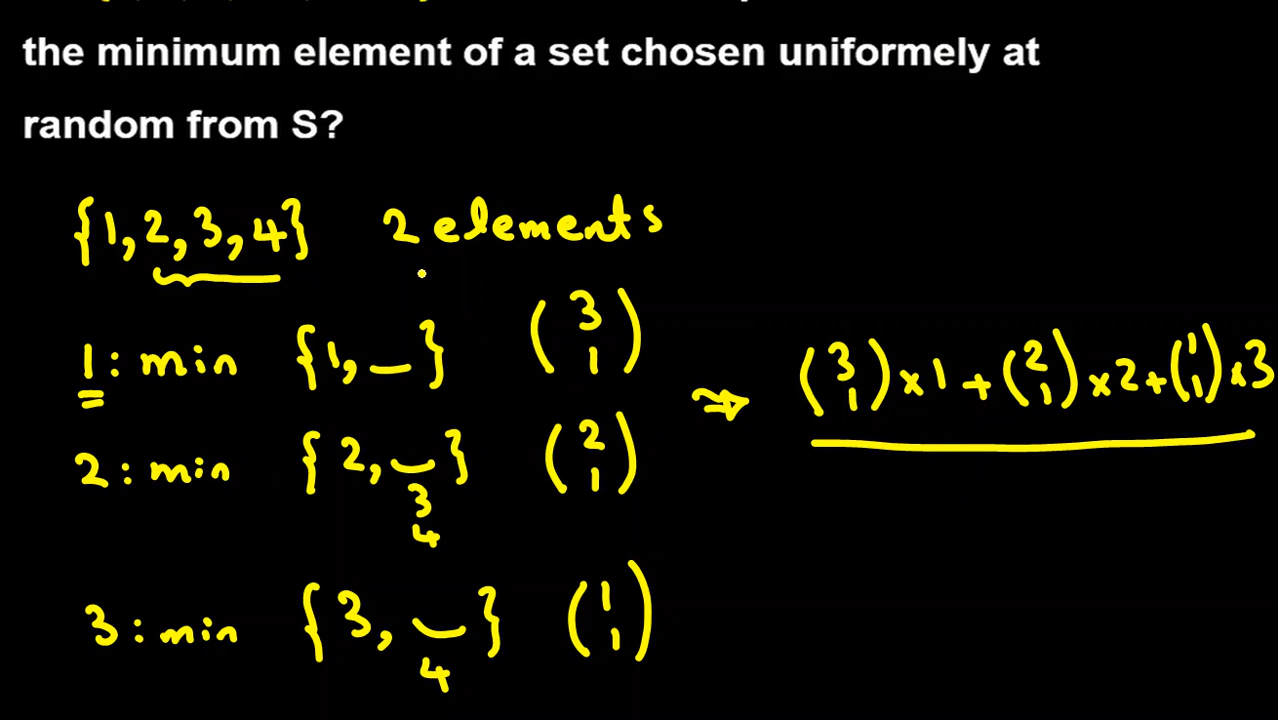 the minimum element of a set chosen uniformely at
random from S?
{1, 2, 3, 4} 2 elements
1: min {1, _} (3 1)
2: min {2, _} (2 1)
3
4
3: min {3, _} (1 1)
4
⇒ (3 1) × 1 + (2 1) × 2 + (1 1) × 3